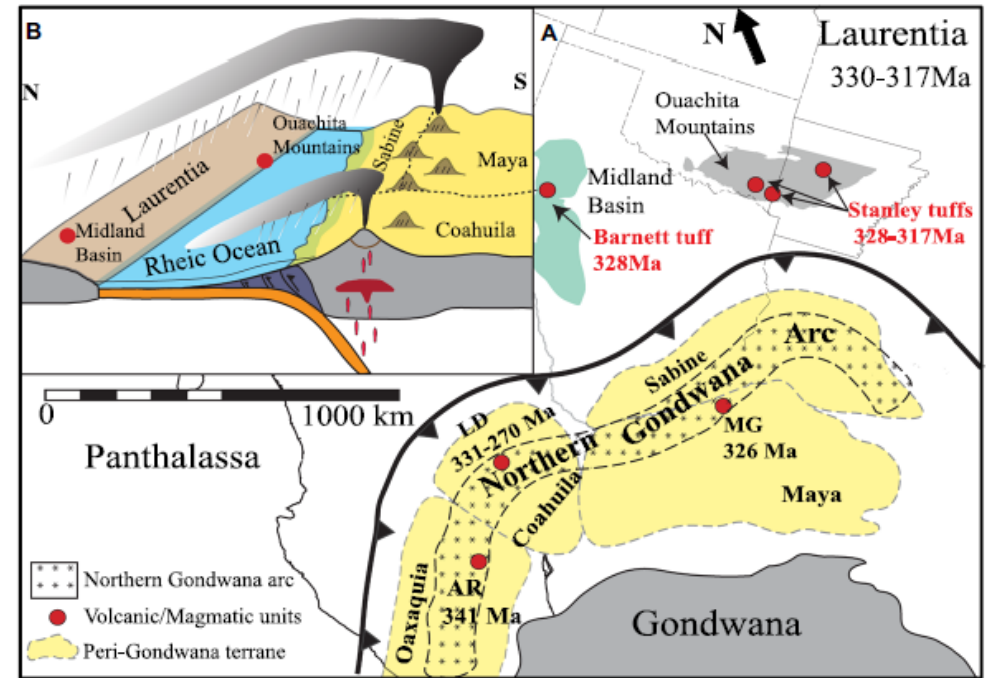 B
N
S
Ouachita
Mountains
Sabine
Maya
Laurentia
Midland
Basin
Rheic Ocean
Coahuila
A
N
Laurentia
330-317Ma
Ouachita
Mountains
Midland
Basin
Barnett tuff
328Ma
Stanley tuffs
328-317Ma
0
1000 km
Panthalassa
Northern Gondwana Arc
Sabine
LD
331-270 Ma
MG
326 Ma
Maya
Coahuila
Oaxaquia
AR
341 Ma
Gondwana
Northern Gondwana arc
Volcanic/Magmatic units
Peri-Gondwana terrane